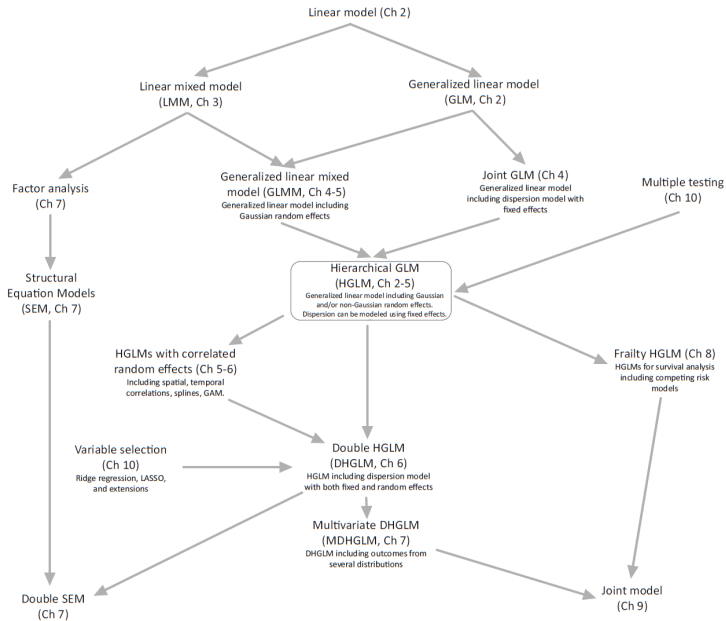 Linear model (Ch 2)
Linear mixed model
(LMM, Ch 3)
Generalized linear model
(GLM, Ch 2)
Factor analysis
(Ch 7)
Generalized linear mixed
model (GLMM, Ch 4-5)
Generalized linear model including
Gaussian random effects
Joint GLM (Ch 4)
Generalized linear model
including dispersion model with
fixed effects
Multiple testing
(Ch 10)
Structural
Equation Models
(SEM, Ch 7)
Hierarchical GLM
(HGLM, Ch 2-5)
Generalized linear model including Gaussian
and/or non-Gaussian random effects.
Dispersion can be modeled using fixed effects.
HGLMs with correlated
random effects (Ch 5-6)
Including spatial, temporal
correlations, splines, GAM.
Frailty HGLM (Ch 8)
HGLMs for survival analysis
including competing risk
models
Variable selection
(Ch 10)
Ridge regression, LASSO,
and extensions
Double HGLM
(DHGLM, Ch 6)
HGLM including dispersion model
with both fixed and random effects
Multivariate DHGLM
(MDHGLM, Ch 7)
DHGLM including outcomes from
several distributions
Double SEM
(Ch 7)
Joint model
(Ch 9)